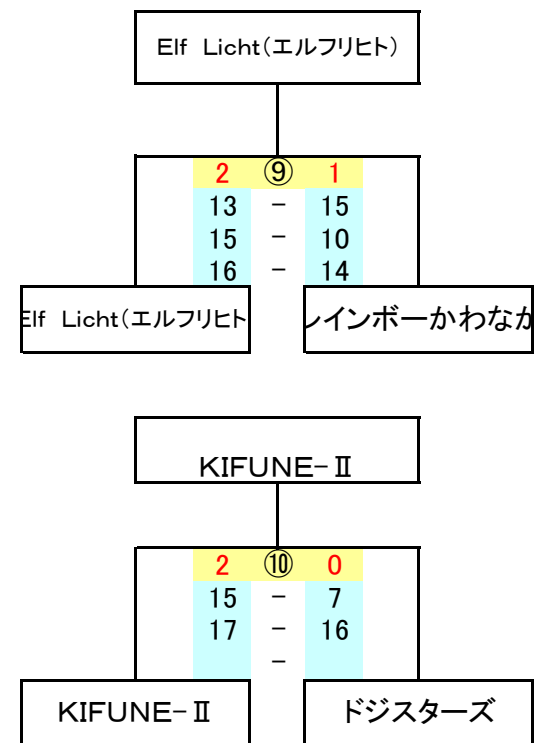 Elf Licht(エルフリヒト)
2 ⑨ 1
13 - 15
15 - 10
16 - 14
Elf Licht(エルフリヒト レインボーかわなか
KIFUNE-Ⅱ
2 ⑩ 0
15 - 7
17 - 16
-
KIFUNE-Ⅱ ドジスターズ